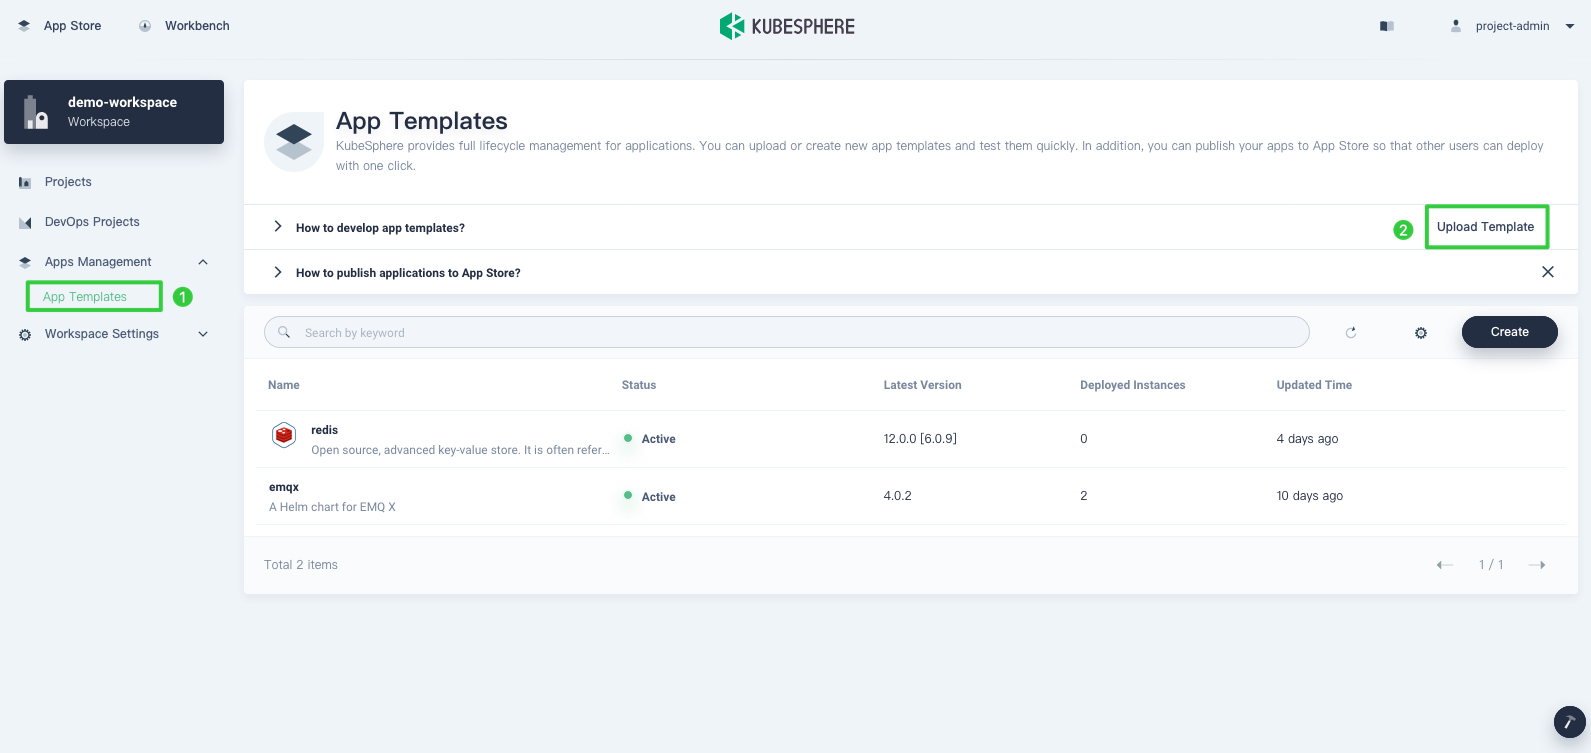 App Store
Workbench
KUBESPHERE
project-admin
demo-workspace
Workspace
Projects
DevOps Projects
Apps Management
App Templates
1
Workspace Settings
App Templates
KubeSphere provides full lifecycle management for applications. You can upload or create new app templates and test them quickly. In addition, you can publish your apps to App Store so that other users can deploy
with one click.
How to develop app templates?
2
Upload Template
How to publish applications to App Store?
Search by keyword
Create
Name Status Latest Version Deployed Instances Updated Time
redis
Open source, advanced key-value store. It is often refer...
Active
12.0.0 [6.0.9]
0
4 days ago
emqx
A Helm chart for EMQ X
Active
4.0.2
2
10 days ago
Total 2 items
1 / 1